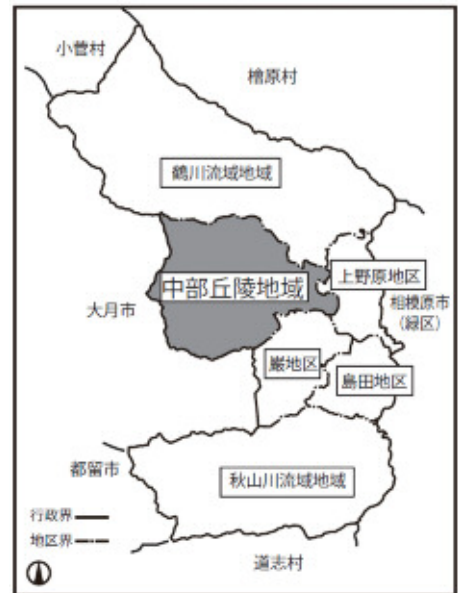 小菅村
檜原村
鶴川流域地域
上野原地区
中部丘陵地域
相模原市
(緑区)
大月市
巌地区
島田地区
都留市
秋山川流域地域
行政界
地区界
道志村